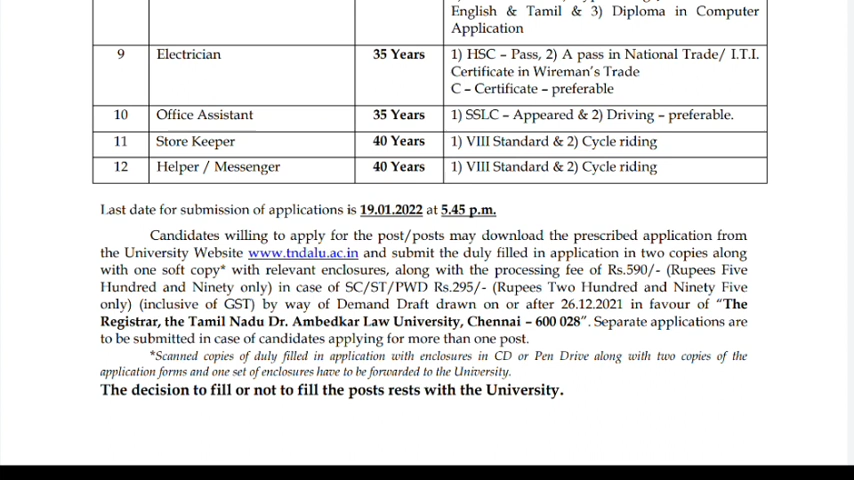 English & Tamil & 3) Diploma in Computer
Application
9 Electrician 35 Years 1) HSC – Pass, 2) A pass in National Trade/ I.T.I.
Certificate in Wireman's Trade
C – Certificate – preferable
10 Office Assistant 35 Years 1) SSLC – Appeared & 2) Driving – preferable.
11 Store Keeper 40 Years 1) VIII Standard & 2) Cycle riding
12 Helper / Messenger 40 Years 1) VIII Standard & 2) Cycle riding
Last date for submission of applications is 19.01.2022 at 5.45 p.m.
Candidates willing to apply for the post/posts may download the prescribed application from
the University Website www.tndalu.ac.in and submit the duly filled in application in two copies along
with one soft copy* with relevant enclosures, along with the processing fee of Rs.590/- (Rupees Five
Hundred and Ninety only) in case of SC/ST/PWD Rs.295/- (Rupees Two Hundred and Ninety Five
only) (inclusive of GST) by way of Demand Draft drawn on or after 26.12.2021 in favour of "The
Registrar, the Tamil Nadu Dr. Ambedkar Law University, Chennai – 600 028". Separate applications are
to be submitted in case of candidates applying for more than one post.
*Scanned copies of duly filled in application with enclosures in CD or Pen Drive along with two copies of the
application forms and one set of enclosures have to be forwarded to the University.
The decision to fill or not to fill the posts rests with the University.